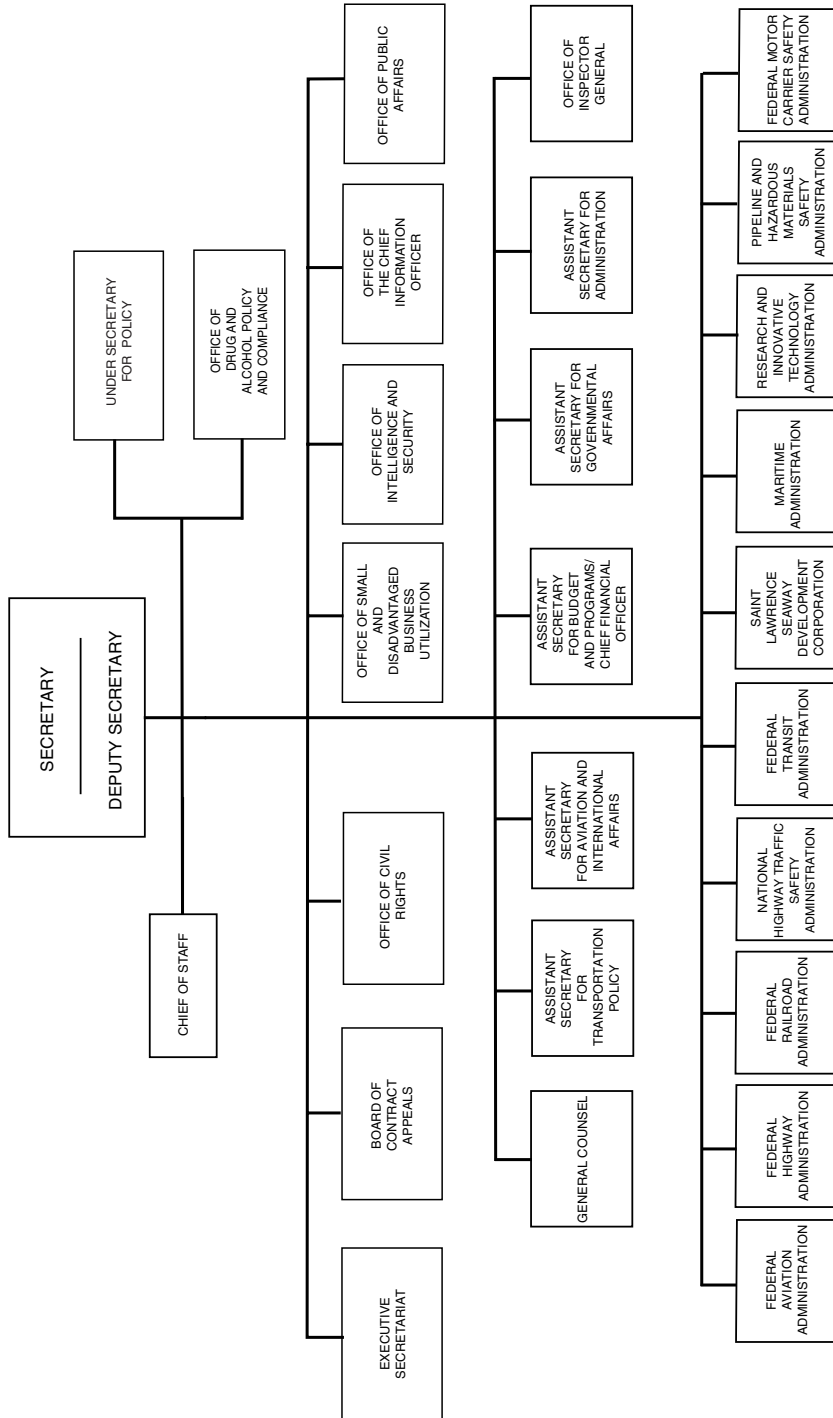 SECRETARY
DEPUTY SECRETARY
CHIEF OF STAFF
UNDER SECRETARY
FOR POLICY
OFFICE OF
DRUG AND
ALCOHOL POLICY
AND COMPLIANCE
EXECUTIVE
SECRETARIAT
BOARD OF
CONTRACT
APPEALS
OFFICE OF CIVIL
RIGHTS
OFFICE OF SMALL
AND
DISADVANTAGED
BUSINESS
UTILIZATION
OFFICE OF
INTELLIGENCE AND
SECURITY
OFFICE OF
THE CHIEF
INFORMATION
OFFICER
OFFICE OF PUBLIC
AFFAIRS
GENERAL COUNSEL
ASSISTANT
SECRETARY
FOR
TRANSPORTATION
POLICY
ASSISTANT
SECRETARY
FOR AVIATION AND
INTERNATIONAL
AFFAIRS
ASSISTANT
SECRETARY
FOR BUDGET
AND PROGRAMS/
CHIEF FINANCIAL
OFFICER
ASSISTANT
SECRETARY FOR
GOVERNMENTAL
AFFAIRS
ASSISTANT
SECRETARY FOR
ADMINISTRATION
OFFICE OF
INSPECTOR
GENERAL
FEDERAL
AVIATION
ADMINISTRATION
FEDERAL
HIGHWAY
ADMINISTRATION
FEDERAL
RAILROAD
ADMINISTRATION
NATIONAL
HIGHWAY TRAFFIC
SAFETY
ADMINISTRATION
FEDERAL
TRANSIT
ADMINISTRATION
SAINT
LAWRENCE
SEAWAY
DEVELOPMENT
CORPORATION
MARITIME
ADMINISTRATION
RESEARCH AND
INNOVATIVE
TECHNOLOGY
ADMINISTRATION
PIPELINE AND
HAZARDOUS
MATERIALS
SAFETY
ADMINISTRATION
FEDERAL MOTOR
CARRIER SAFETY
ADMINISTRATION